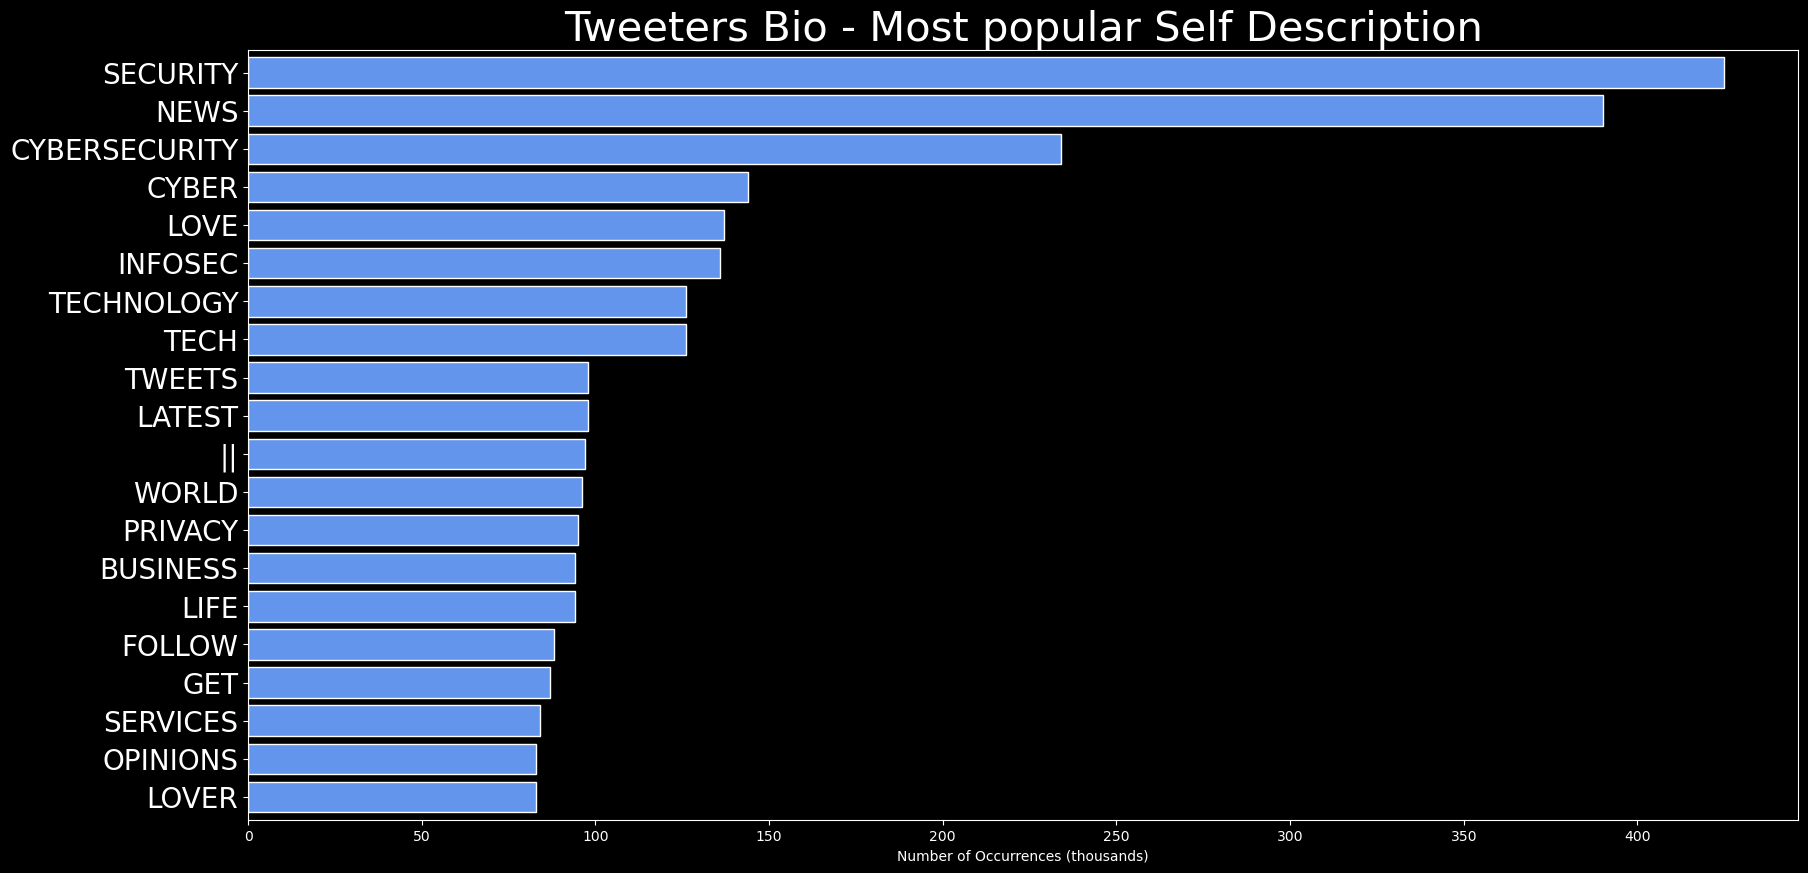 Tweeters Bio - Most popular Self Description
SECURITY
NEWS
CYBERSECURITY
CYBER
LOVE
INFOSEC
TECHNOLOGY
TECH
TWEETS
LATEST
||
WORLD
PRIVACY
BUSINESS
LIFE
FOLLOW
GET
SERVICES
OPINIONS
LOVER
0 50 100 150 200 250 300 350 400
Number of Occurrences (thousands)